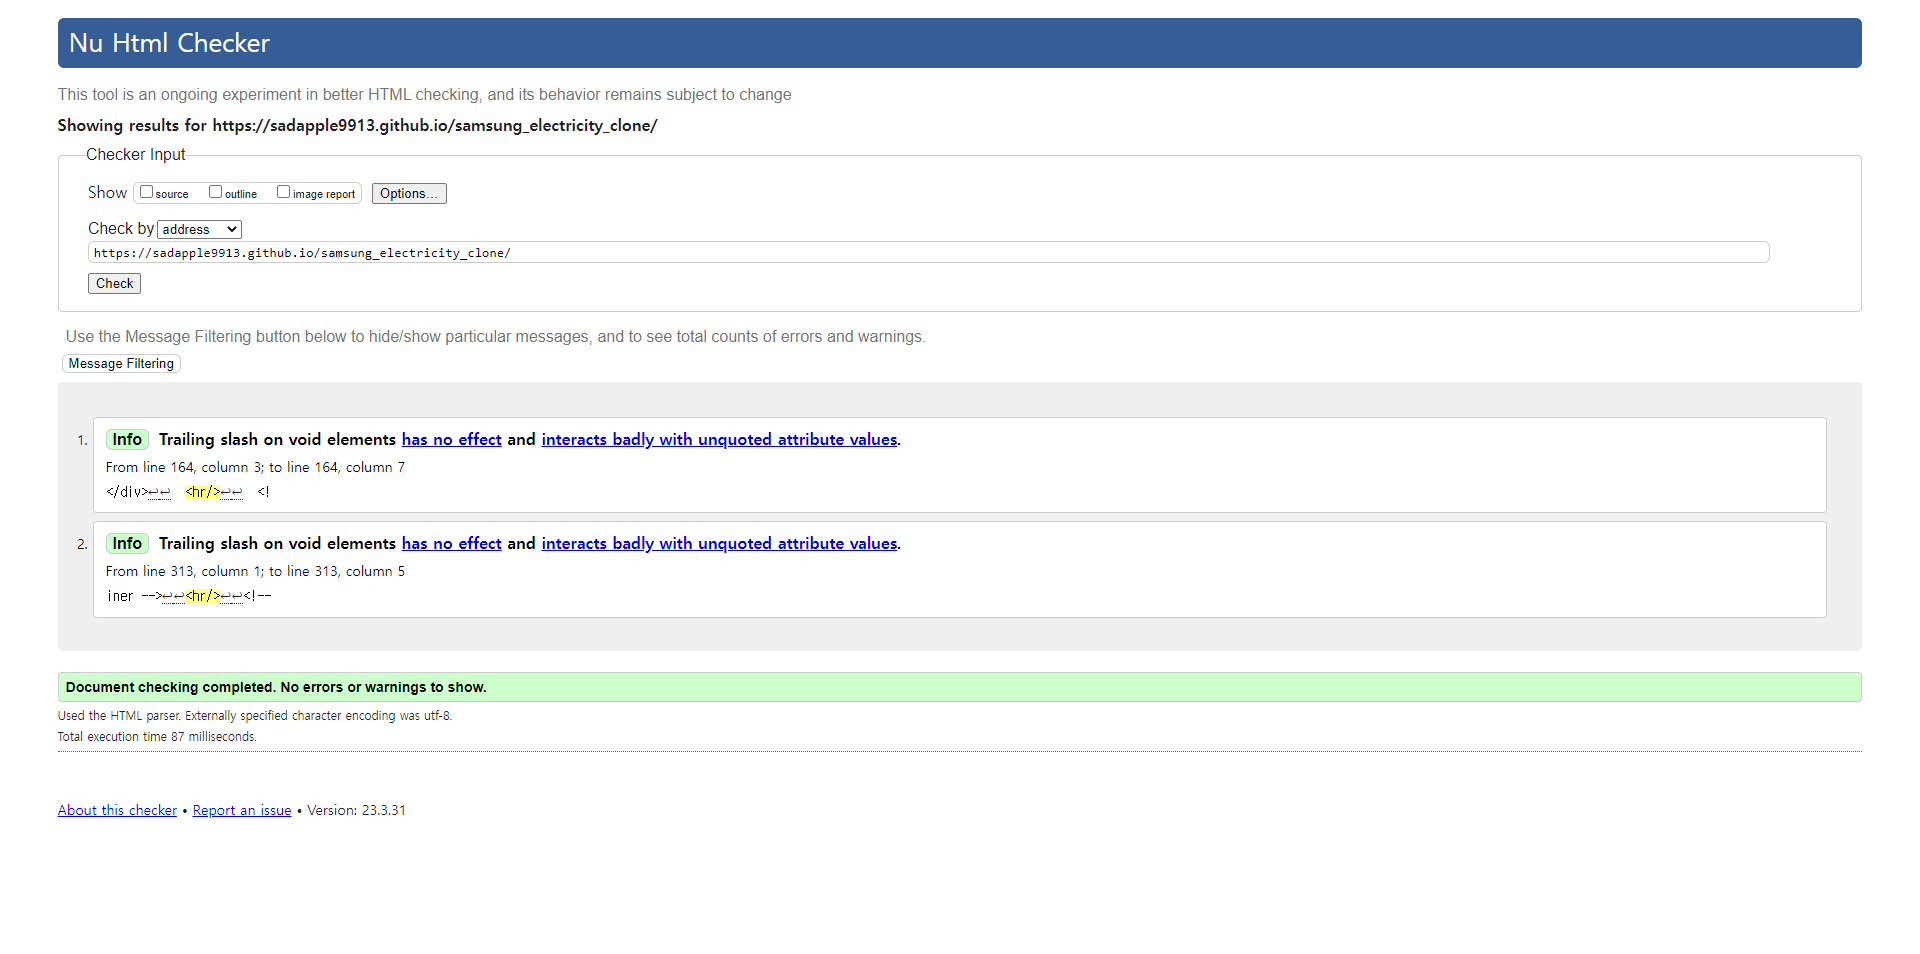 Nu Html Checker
This tool is an ongoing experiment in better HTML checking, and its behavior remains subject to change
Showing results for https://sadapple9913.github.io/samsung_electricity_clone/
Checker Input
Show source outline image report Options...
Check by address
https://sadapple9913.github.io/samsung_electricity_clone/
Check
Use the Message Filtering button below to hide/show particular messages, and to see total counts of errors and warnings.
Message Filtering
1. Info Trailing slash on void elements has no effect and interacts badly with unquoted attribute values.
From line 164, column 3; to line 164, column 7
</div>↩↩  <hr/>↩↩  <!
2. Info Trailing slash on void elements has no effect and interacts badly with unquoted attribute values.
From line 313, column 1; to line 313, column 5
iner -->↩↩<hr/>↩↩<!--
Document checking completed. No errors or warnings to show.
Used the HTML parser. Externally specified character encoding was utf-8.
Total execution time 87 milliseconds.
About this checker • Report an issue • Version: 23.3.31